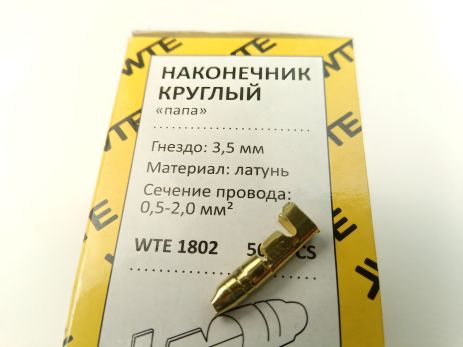 WTE
НАКОНЕЧНИК
КРУГЛЫЙ
«папа»
Гнездо: 3,5 мм
Материал: латунь
Сечение провода:
0,5-2,0 мм²
WTE 1802
WTE
WTE